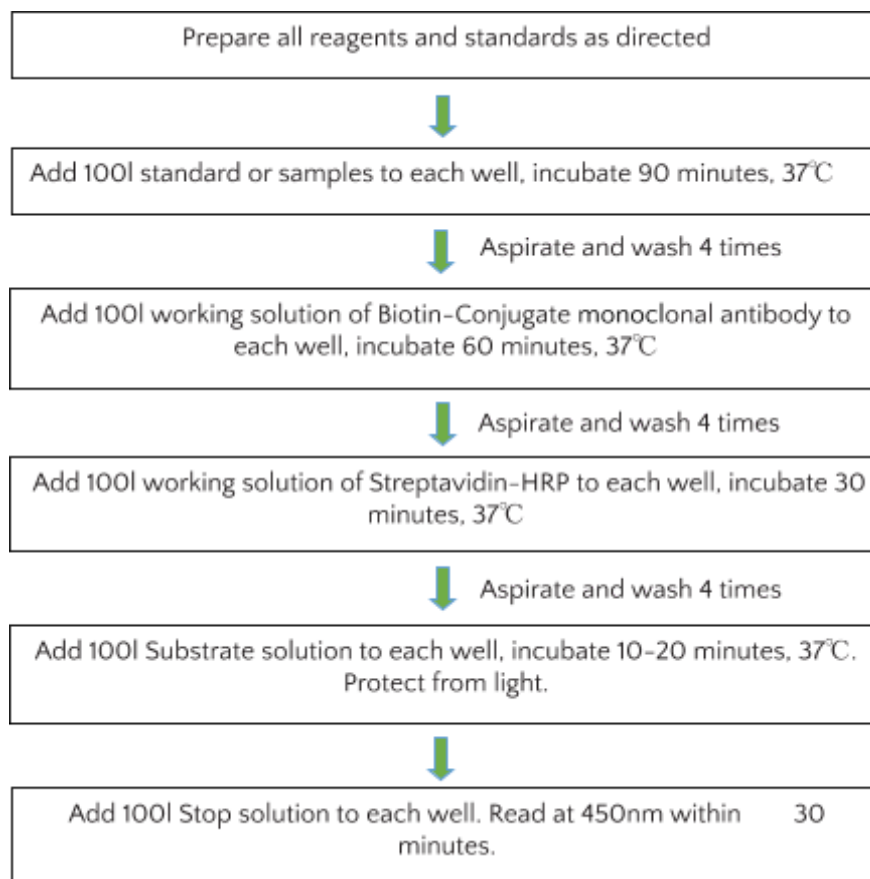 Prepare all reagents and standards as directed
Add 100l standard or samples to each well, incubate 90 minutes, 37℃
Aspirate and wash 4 times
Add 100l working solution of Biotin-Conjugate monoclonal antibody to
each well, incubate 60 minutes, 37℃
Aspirate and wash 4 times
Add 100l working solution of Streptavidin-HRP to each well, incubate 30
minutes, 37℃
Aspirate and wash 4 times
Add 100l Substrate solution to each well, incubate 10-20 minutes, 37℃.
Protect from light.
Add 100l Stop solution to each well. Read at 450nm within 30
minutes.